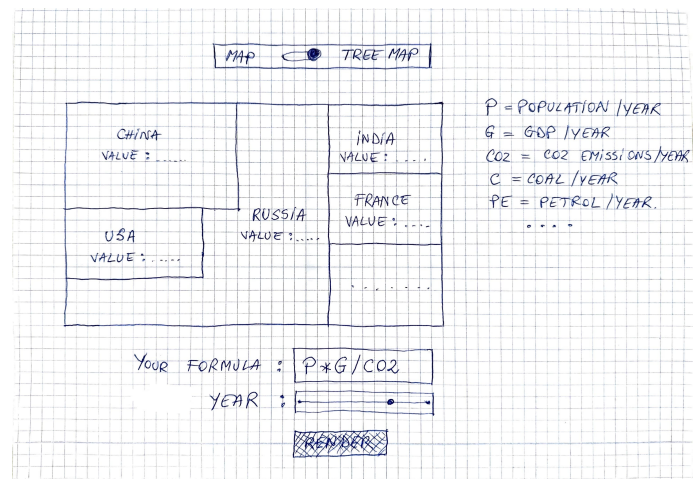 MAP TREE MAP
CHINA
VALUE : ......
USA
VALUE : .....
RUSSIA
VALUE : .....
INDIA
VALUE : ....
FRANCE
VALUE : ....
. . . . . . . .
P = POPULATION / YEAR
G = GDP / YEAR
CO2 = CO2 EMISSIONS / YEAR
C = COAL / YEAR
PE = PETROL / YEAR.
. . . .
YOUR FORMULA : P*G/CO2
YEAR :
RENDER